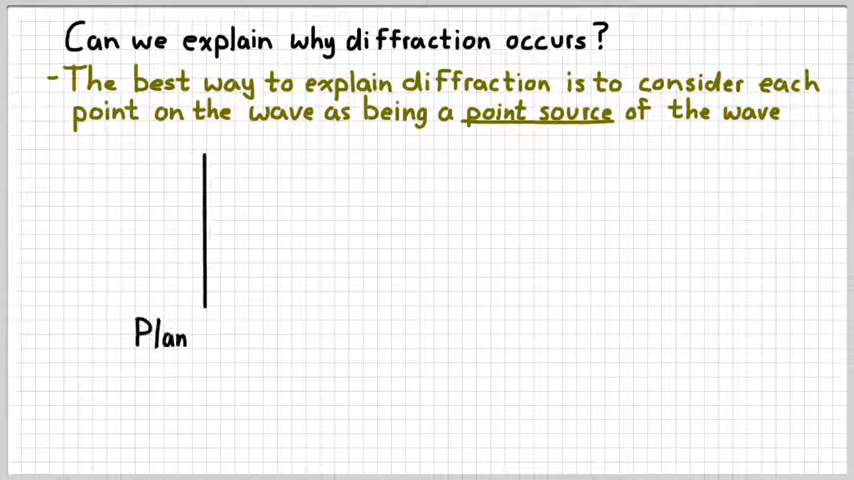 Can we explain why diffraction occurs?
-The best way to explain diffraction is to consider each
point on the wave as being a point source of the wave
Plan